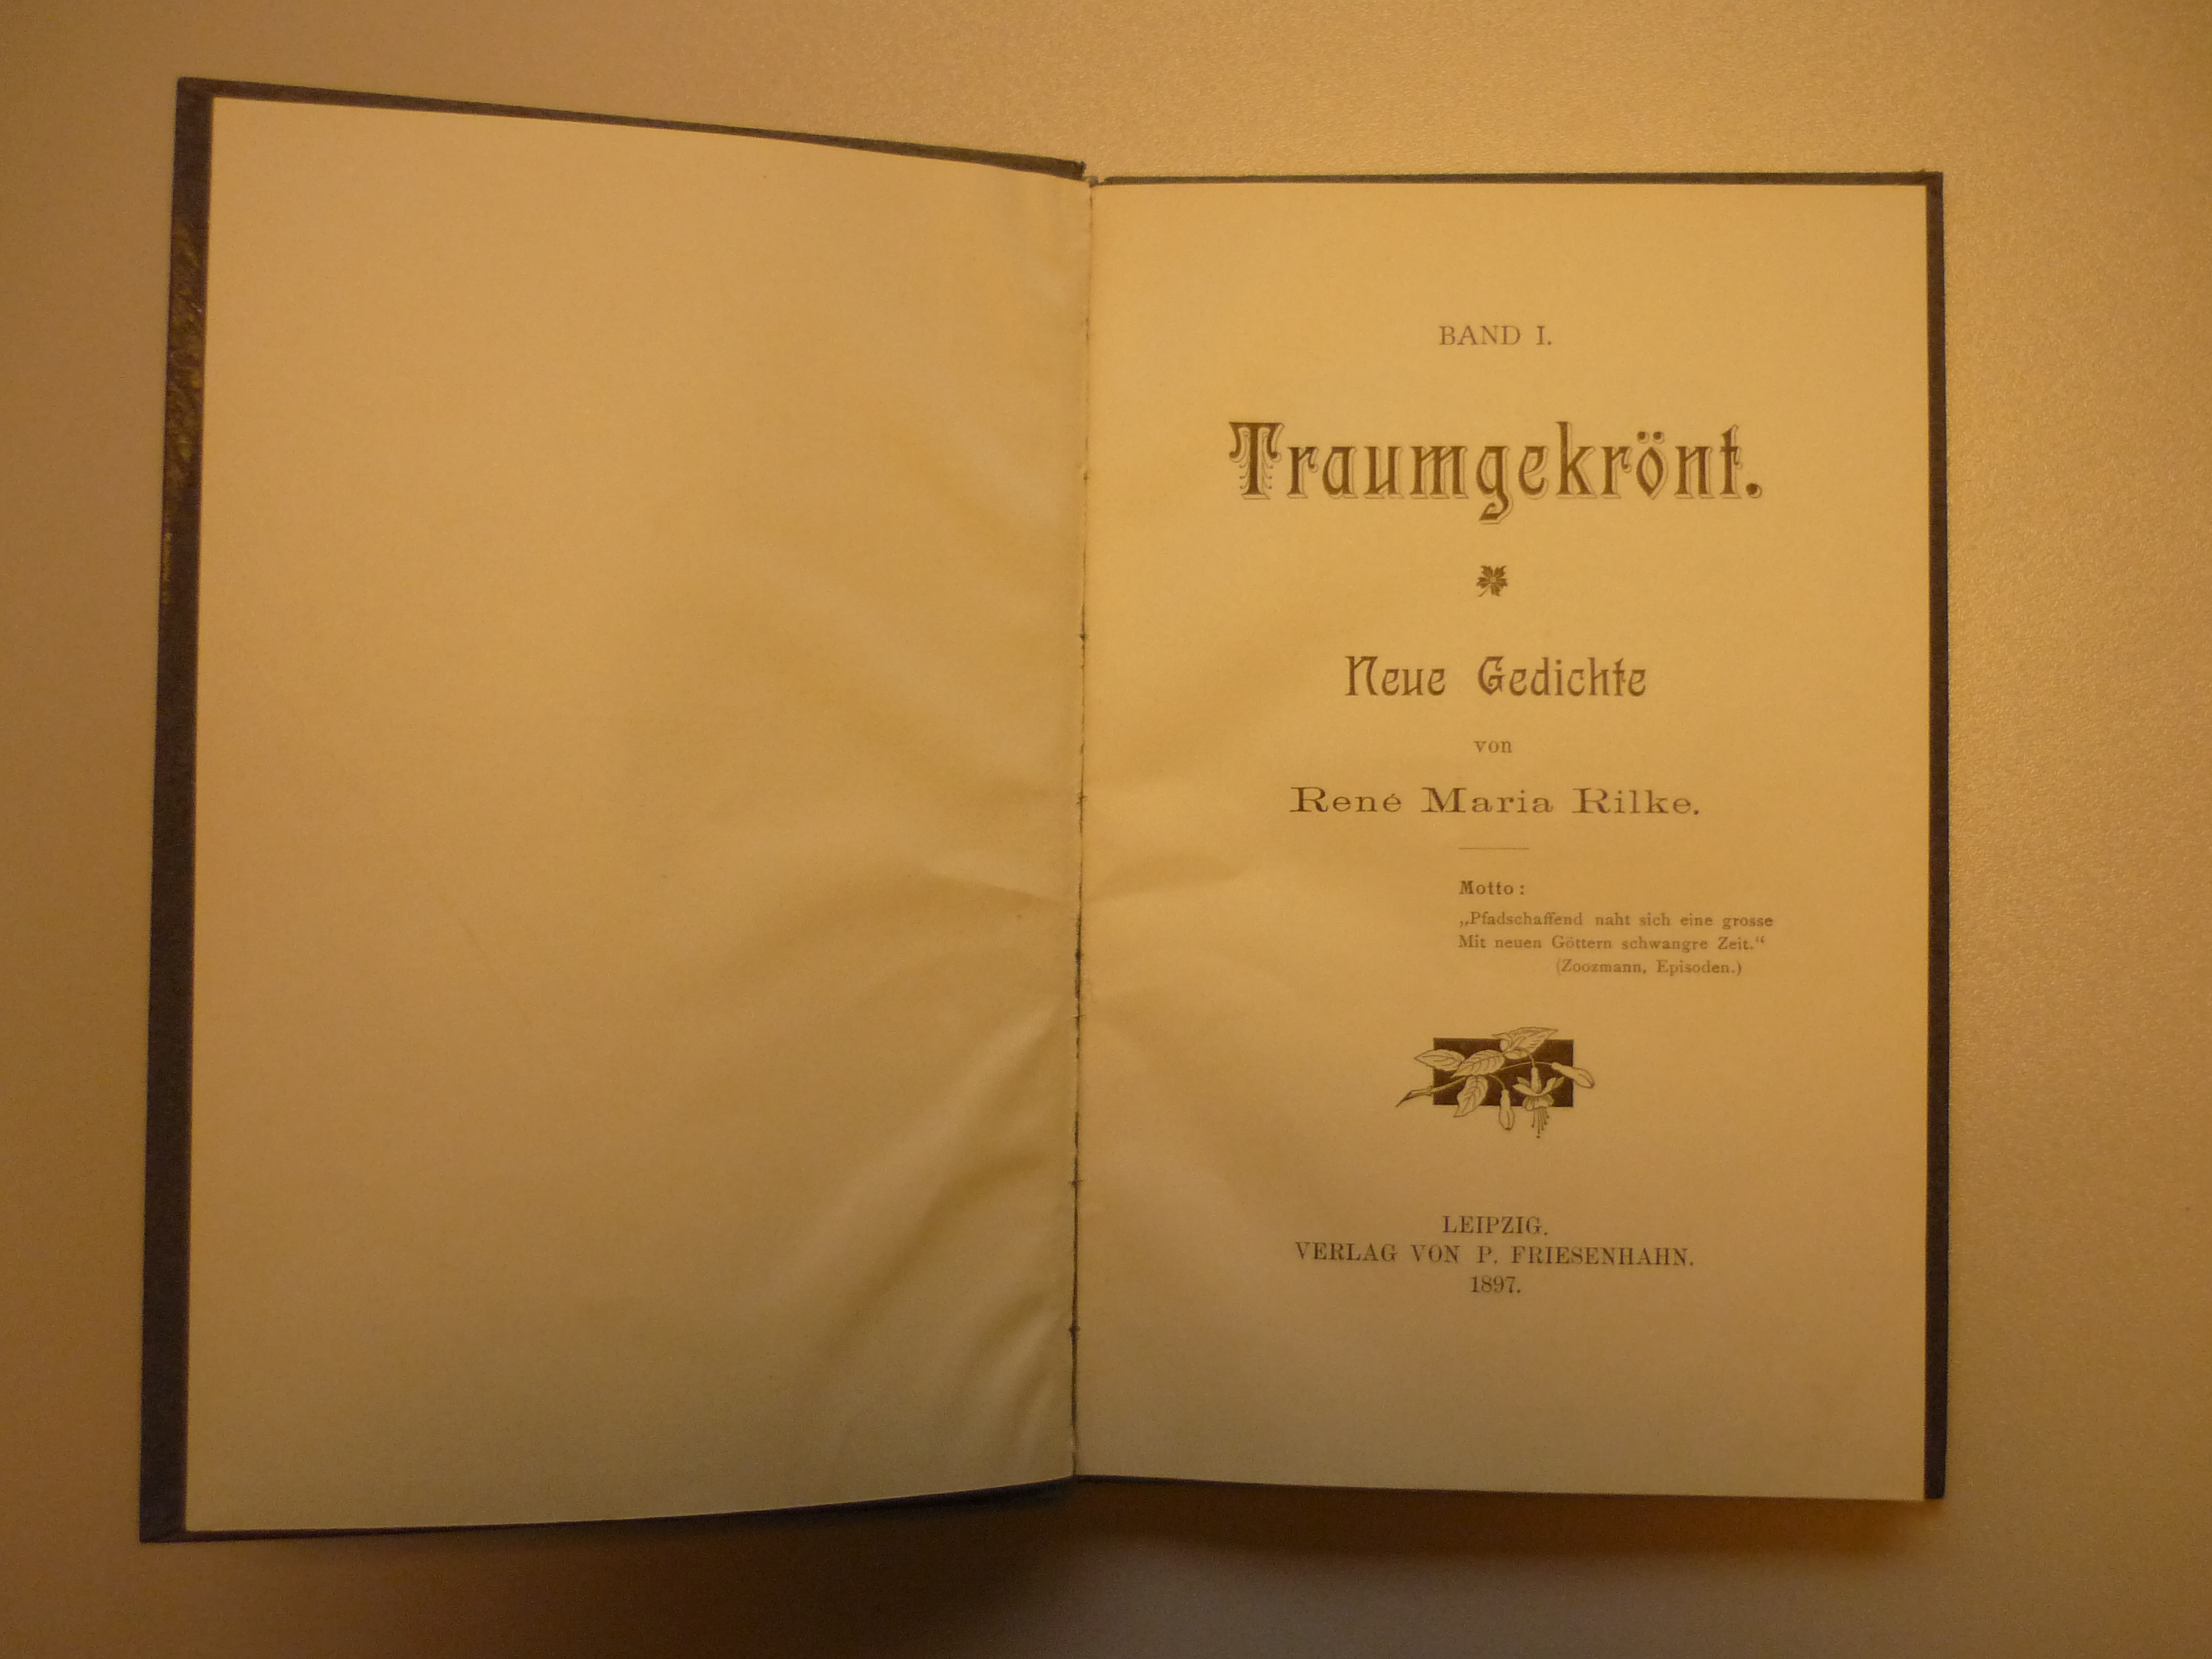 BAND I.
Traumgekrönt.
Neue Gedichte
von
René Maria Rilke.
Motto:
„Pfadschaffend naht sich eine grosse
Mit neuen Göttern schwangre Zeit.“
(Zoozmann, Episoden.)
LEIPZIG.
VERLAG VON P. FRIESENHAHN.
1897.